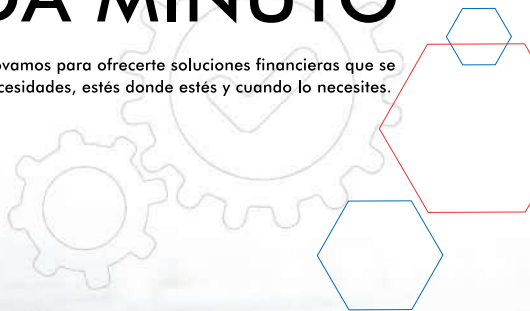 DA MINUTO
ovamos para ofrecerte soluciones financieras que se
cesidades, estés donde estés y cuando lo necesites.